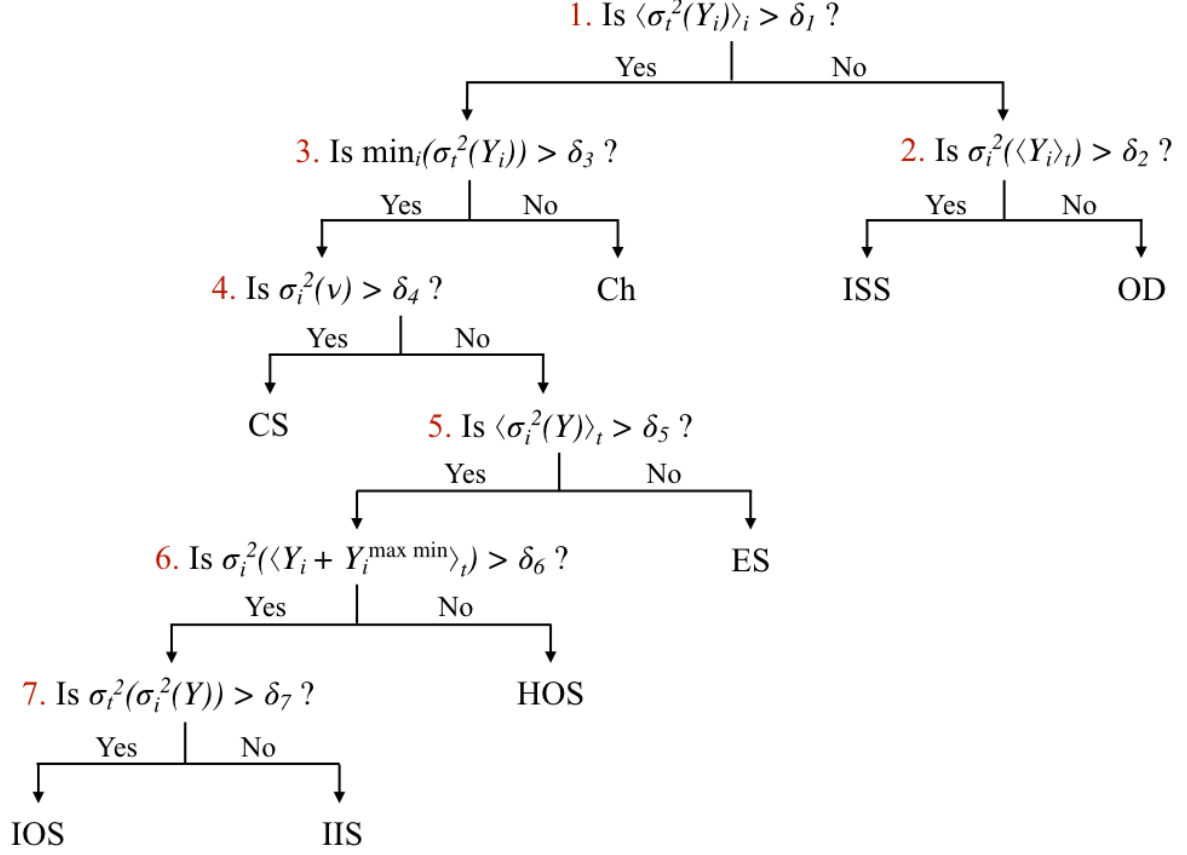 1. Is ⟨σₜ²(Yᵢ)⟩ᵢ > δ₁ ?
Yes No
3. Is minᵢ(σₜ²(Yᵢ)) > δ₃ ?
2. Is σᵢ²(⟨Yᵢ⟩ₜ) > δ₂ ?
Yes No
Yes No
4. Is σᵢ²(ν) > δ₄ ?
Ch
ISS
OD
Yes No
CS
5. Is ⟨σᵢ²(Y)⟩ₜ > δ₅ ?
Yes No
6. Is σᵢ²(⟨Yᵢ + Yᵢ^max min⟩ₜ) > δ₆ ?
ES
Yes No
7. Is σₜ²(σᵢ²(Y)) > δ₇ ?
HOS
Yes No
IOS
IIS